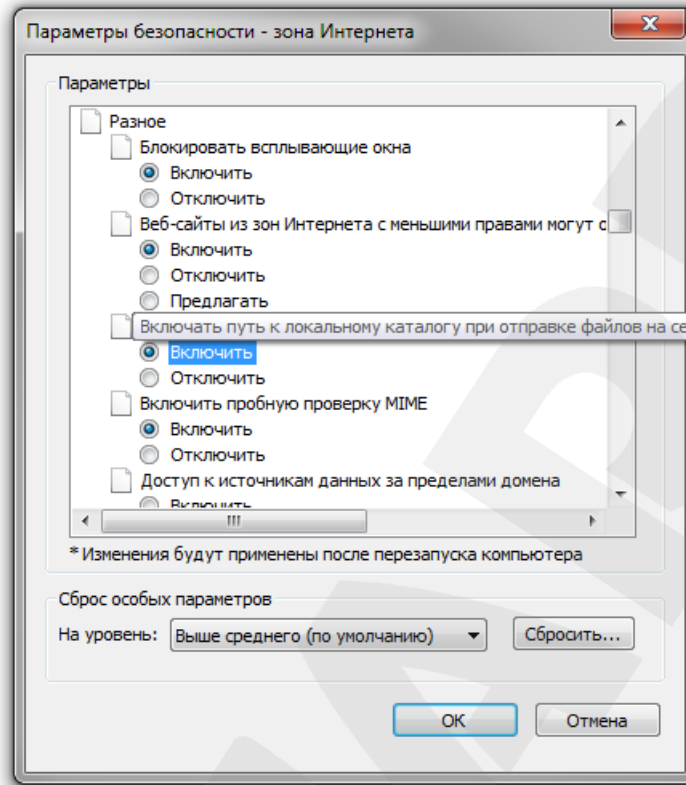 Параметры безопасности - зона Интернета
Параметры
Разное
Блокировать всплывающие окна
Включить
Отключить
Веб-сайты из зон Интернета с меньшими правами могут о
Включить
Отключить
Предлагать
Включать путь к локальному каталогу при отправке файлов на се
Включить
Отключить
Включить пробную проверку MIME
Включить
Отключить
Доступ к источникам данных за пределами домена
Включить
* Изменения будут применены после перезапуска компьютера
Сброс особых параметров
На уровень: Выше среднего (по умолчанию) Сбросить...
ОК Отмена